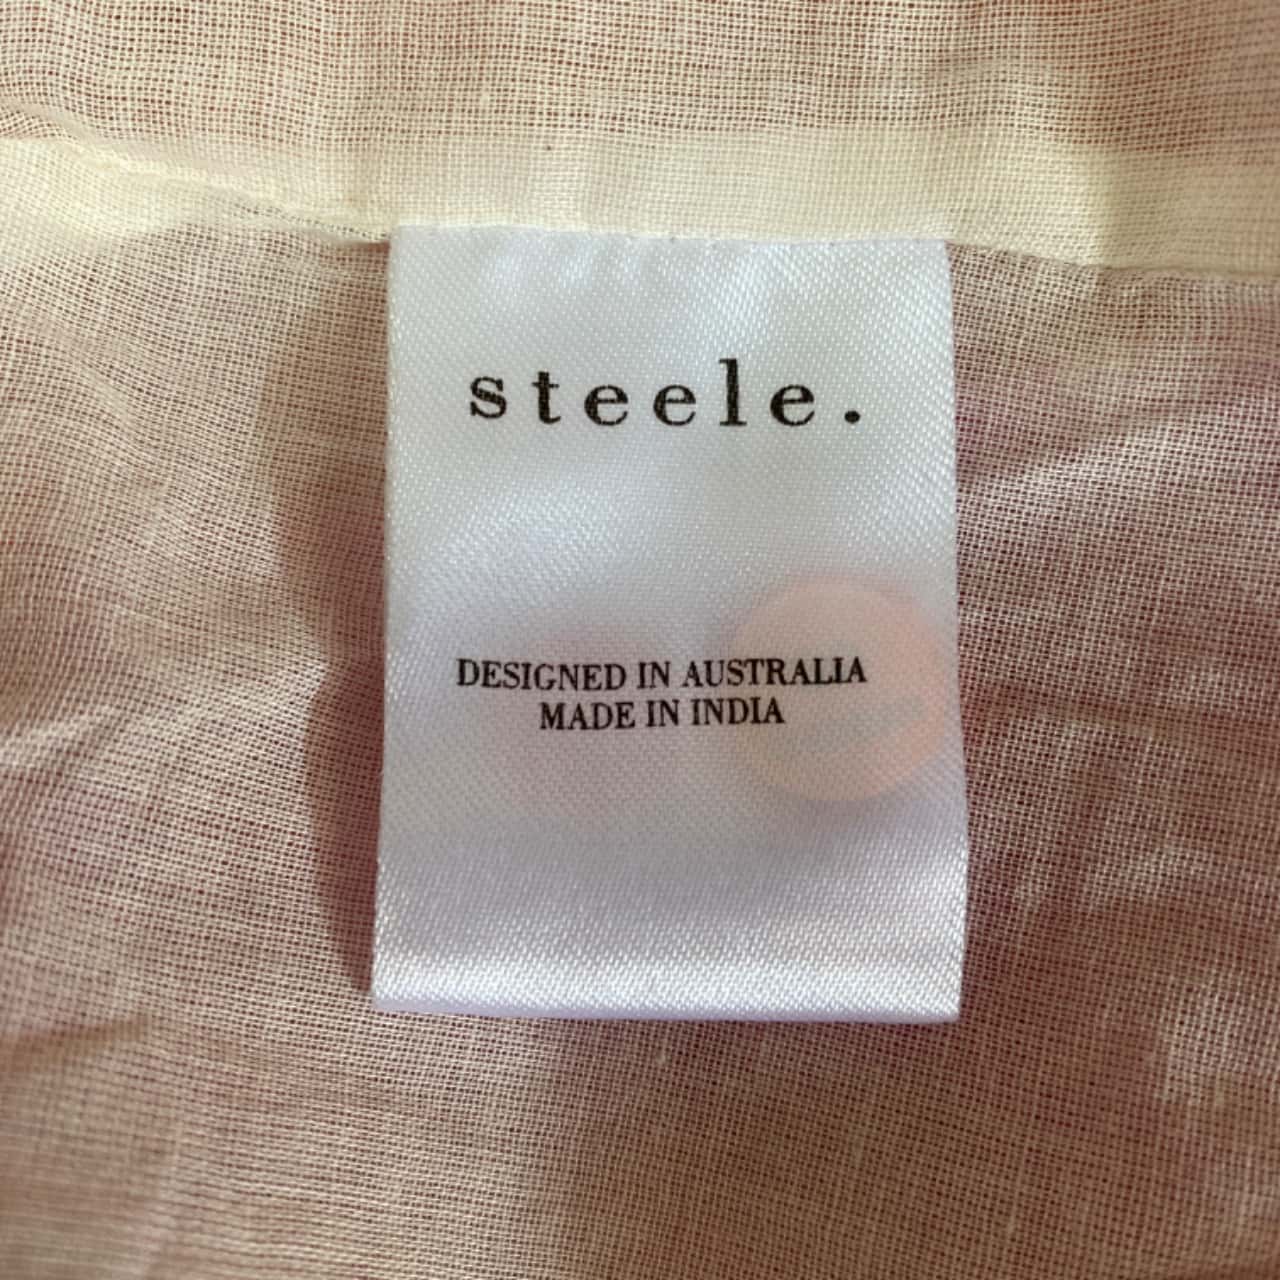 steele.
DESIGNED IN AUSTRALIA
MADE IN INDIA